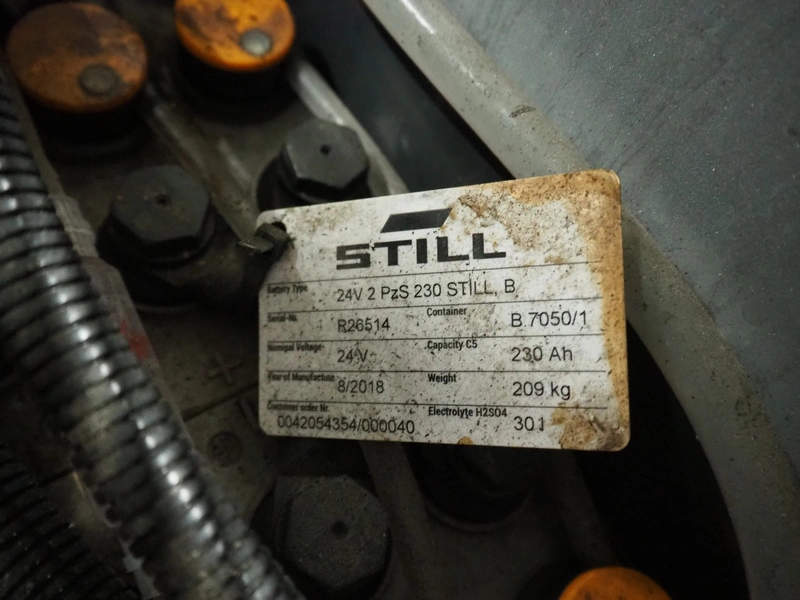 STILL
Battery Type 24V 2 PzS 230 STILL, B
Serial-Nr. R26514 Container B.7050/1
Nominal Voltage 24 V Capacity C5 230 Ah
Year of Manufacture 8/2018 Weight 209 kg
Customer order Nr. 0042054354/000040 Electrolyte H2SO4 30 l